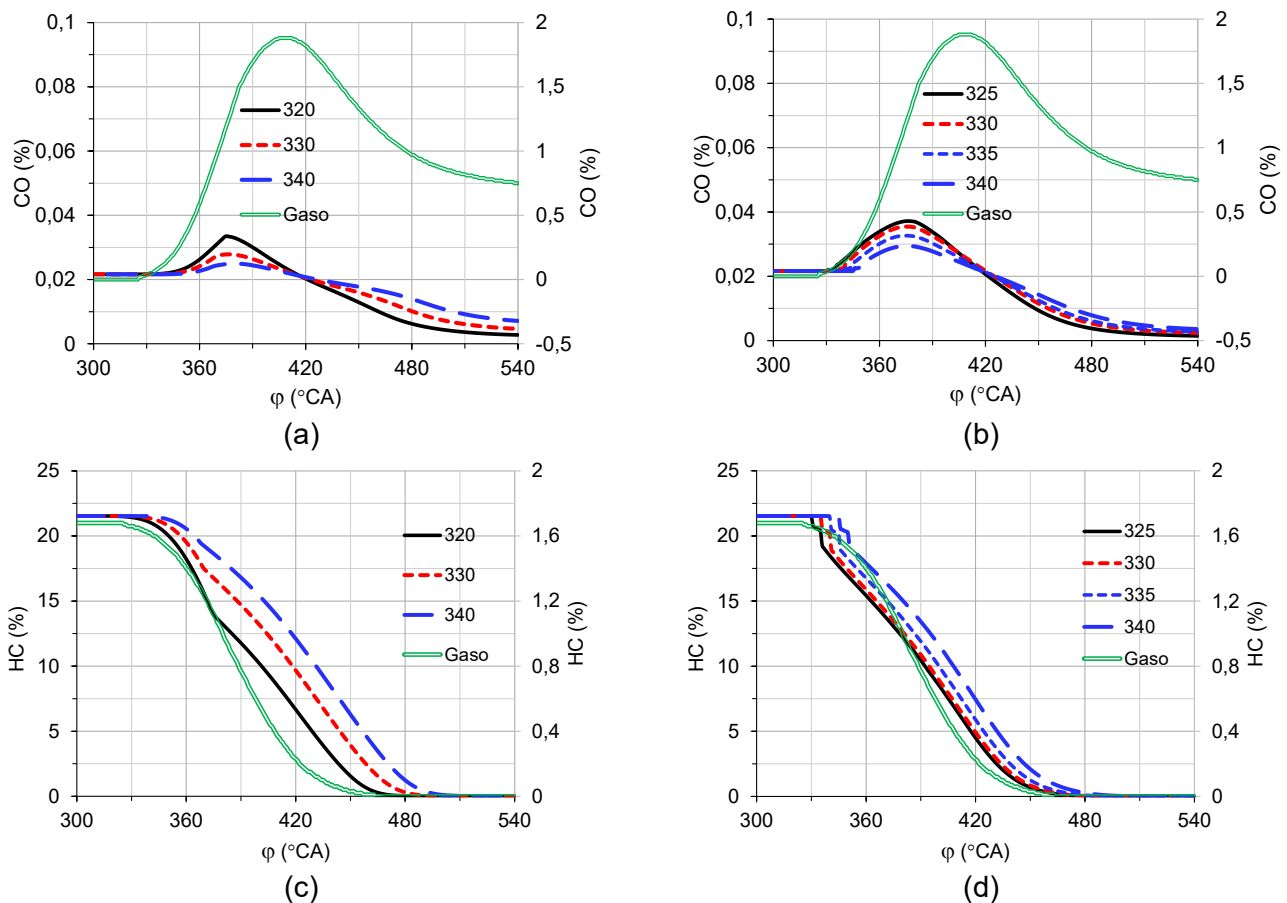 0,1
0,08
0,06
0,04
0,02
0
CO (%)
2
1,5
1
0,5
0
-0,5
CO (%)
320
330
340
Gaso
300 360 420 480 540
φ (°CA)
(a)
0,1
0,08
0,06
0,04
0,02
0
CO (%)
2
1,5
1
0,5
0
-0,5
CO (%)
325
330
335
340
Gaso
300 360 420 480 540
φ (°CA)
(b)
25
20
15
10
5
0
HC (%)
2
1,6
1,2
0,8
0,4
0
HC (%)
320
330
340
Gaso
300 360 420 480 540
φ (°CA)
(c)
25
20
15
10
5
0
HC (%)
2
1,6
1,2
0,8
0,4
0
HC (%)
325
330
335
340
Gaso
300 360 420 480 540
φ (°CA)
(d)